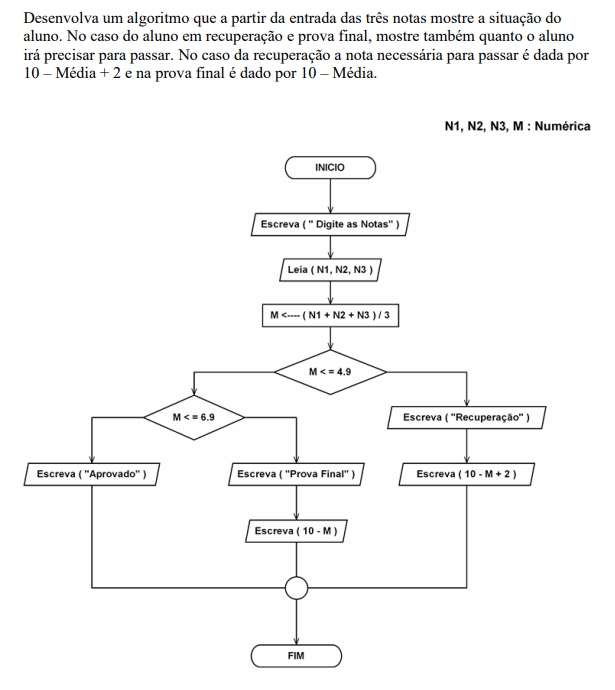 Desenvolva um algoritmo que a partir da entrada das três notas mostre a situação do
aluno. No caso do aluno em recuperação e prova final, mostre também quanto o aluno
irá precisar para passar. No caso da recuperação a nota necessária para passar é dada por
10 – Média + 2 e na prova final é dado por 10 – Média.
N1, N2, N3, M : Numérica
INICIO
Escreva ( " Digite as Notas" )
Leia ( N1, N2, N3 )
M <---- ( N1 + N2 + N3 ) / 3
M < = 4.9
M < = 6.9
Escreva ( "Recuperação" )
Escreva ( "Aprovado" )
Escreva ( "Prova Final" )
Escreva ( 10 - M + 2 )
Escreva ( 10 - M )
FIM